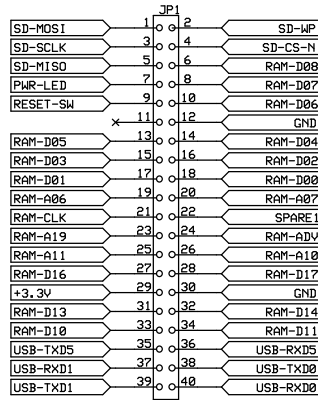 JP1
SD-MOSI 1 2 SD-WP
SD-SCLK 3 4 SD-CS-N
SD-MISO 5 6 RAM-D08
PWR-LED 7 8 RAM-D07
RESET-SW 9 10 RAM-D06
11 12 GND
RAM-D05 13 14 RAM-D04
RAM-D03 15 16 RAM-D02
RAM-D01 17 18 RAM-D00
RAM-A06 19 20 RAM-A07
RAM-CLK 21 22 SPARE1
RAM-A19 23 24 RAM-ADV
RAM-A11 25 26 RAM-A10
RAM-D16 27 28 RAM-D17
+3.3V 29 30 GND
RAM-D13 31 32 RAM-D14
RAM-D10 33 34 RAM-D11
USB-TXD5 35 36 USB-RXD5
USB-RXD1 37 38 USB-TXD0
USB-TXD1 39 40 USB-RXD0